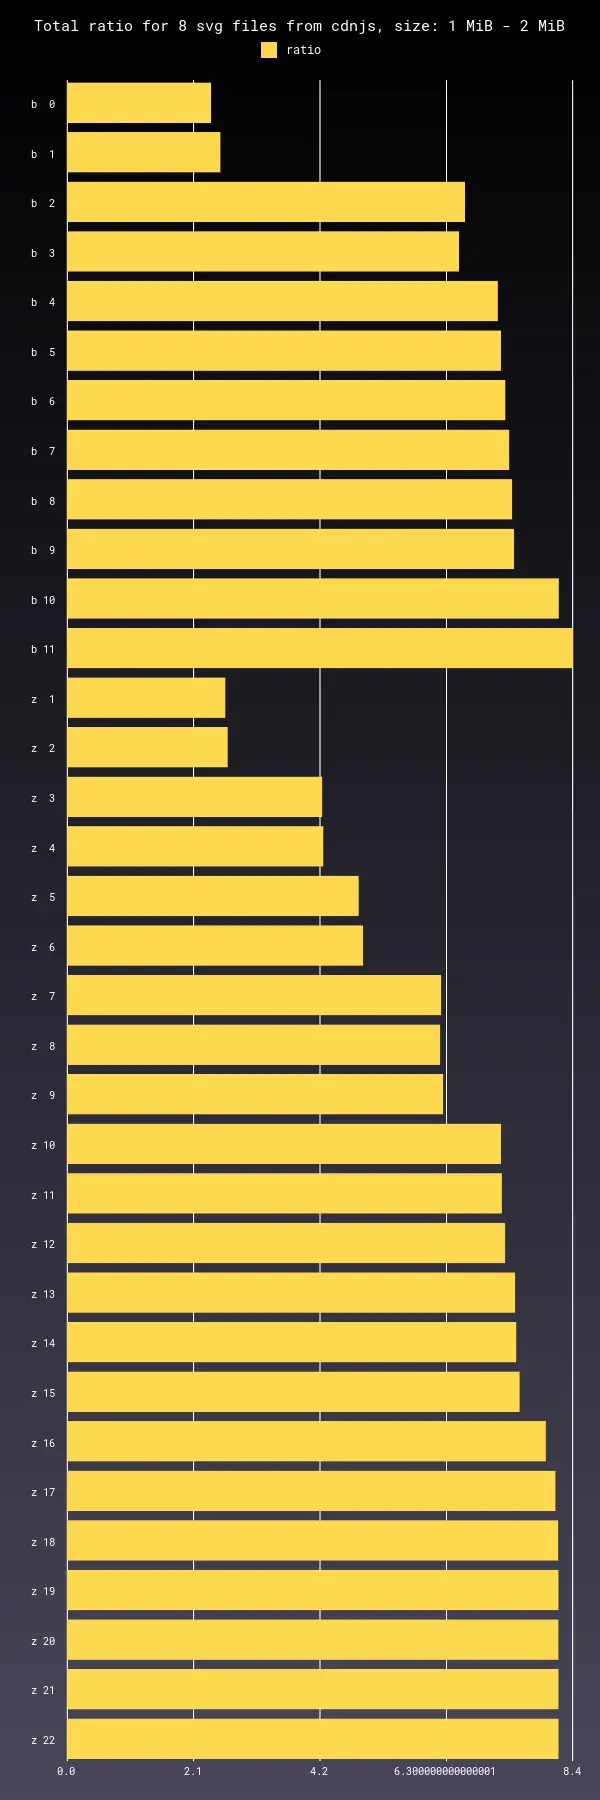 Total ratio for 8 svg files from cdnjs, size: 1 MiB - 2 MiB
ratio
b 0
b 1
b 2
b 3
b 4
b 5
b 6
b 7
b 8
b 9
b 10
b 11
z 1
z 2
z 3
z 4
z 5
z 6
z 7
z 8
z 9
z 10
z 11
z 12
z 13
z 14
z 15
z 16
z 17
z 18
z 19
z 20
z 21
z 22
0.0 2.1 4.2 6.300000000000001 8.4